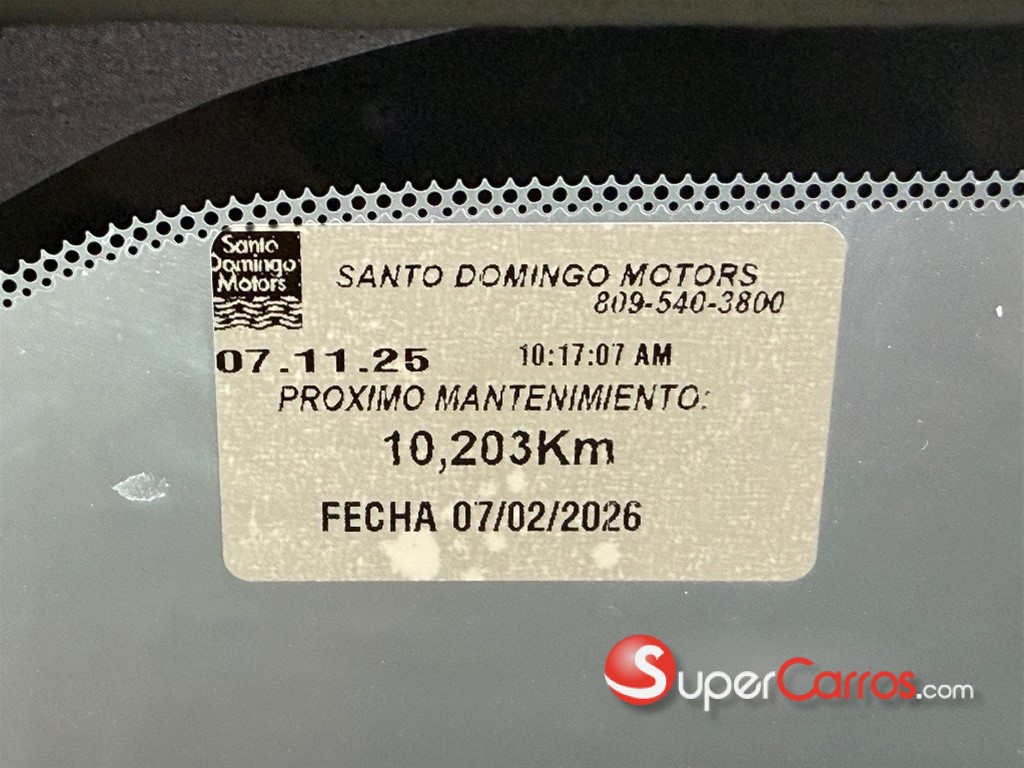 Santo
Domingo
Motors
SANTO DOMINGO MOTORS
809-540-3800
07.11.25 10:17:07 AM
PROXIMO MANTENIMIENTO:
10,203Km
FECHA 07/02/2026
SuperCarros.com